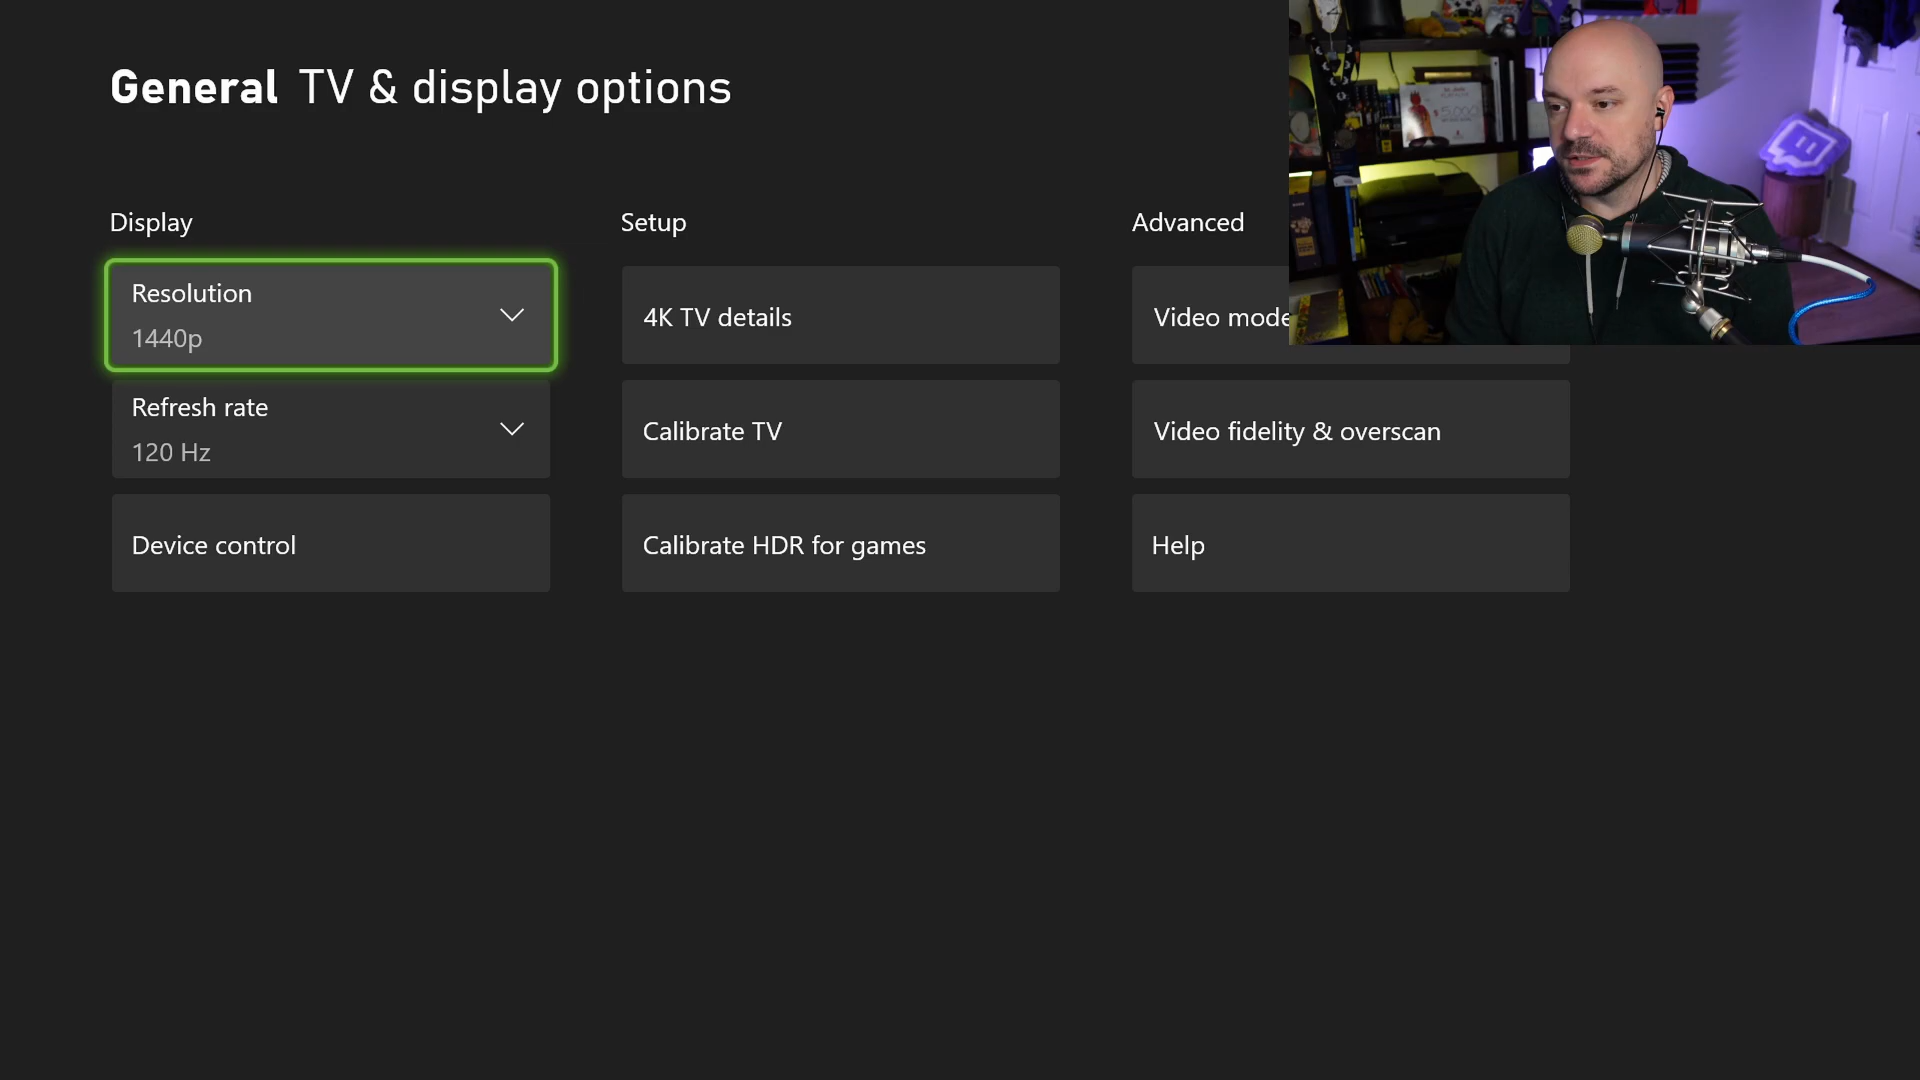 General TV & display options
Display
Resolution
1440p
Refresh rate
120 Hz
Device control
Setup
4K TV details
Calibrate TV
Calibrate HDR for games
Advanced
Video mode
Video fidelity & overscan
Help